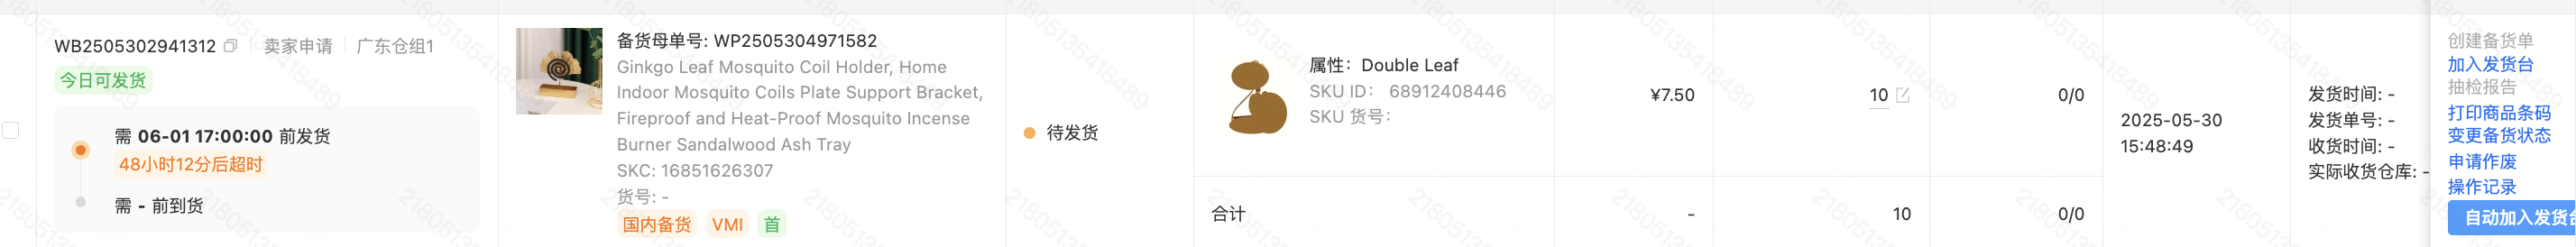 WB2505302941312 卖家申请 广东仓组1
今日可发货
需 06-01 17:00:00 前发货
48小时12分后超时
需 - 前到货
备货母单号: WP2505304971582
Ginkgo Leaf Mosquito Coil Holder, Home
Indoor Mosquito Coils Plate Support Bracket,
Fireproof and Heat-Proof Mosquito Incense
Burner Sandalwood Ash Tray
SKC: 16851626307
货号: -
国内备货 VMI 首
待发货
属性: Double Leaf
SKU ID: 68912408446
SKU 货号:
¥7.50
10
0/0
合计
-
10
0/0
2025-05-30
15:48:49
发货时间: -
发货单号: -
收货时间: -
实际收货仓库: -
创建备货单
加入发货台
抽检报告
打印商品条码
变更备货状态
申请作废
操作记录
自动加入发货台